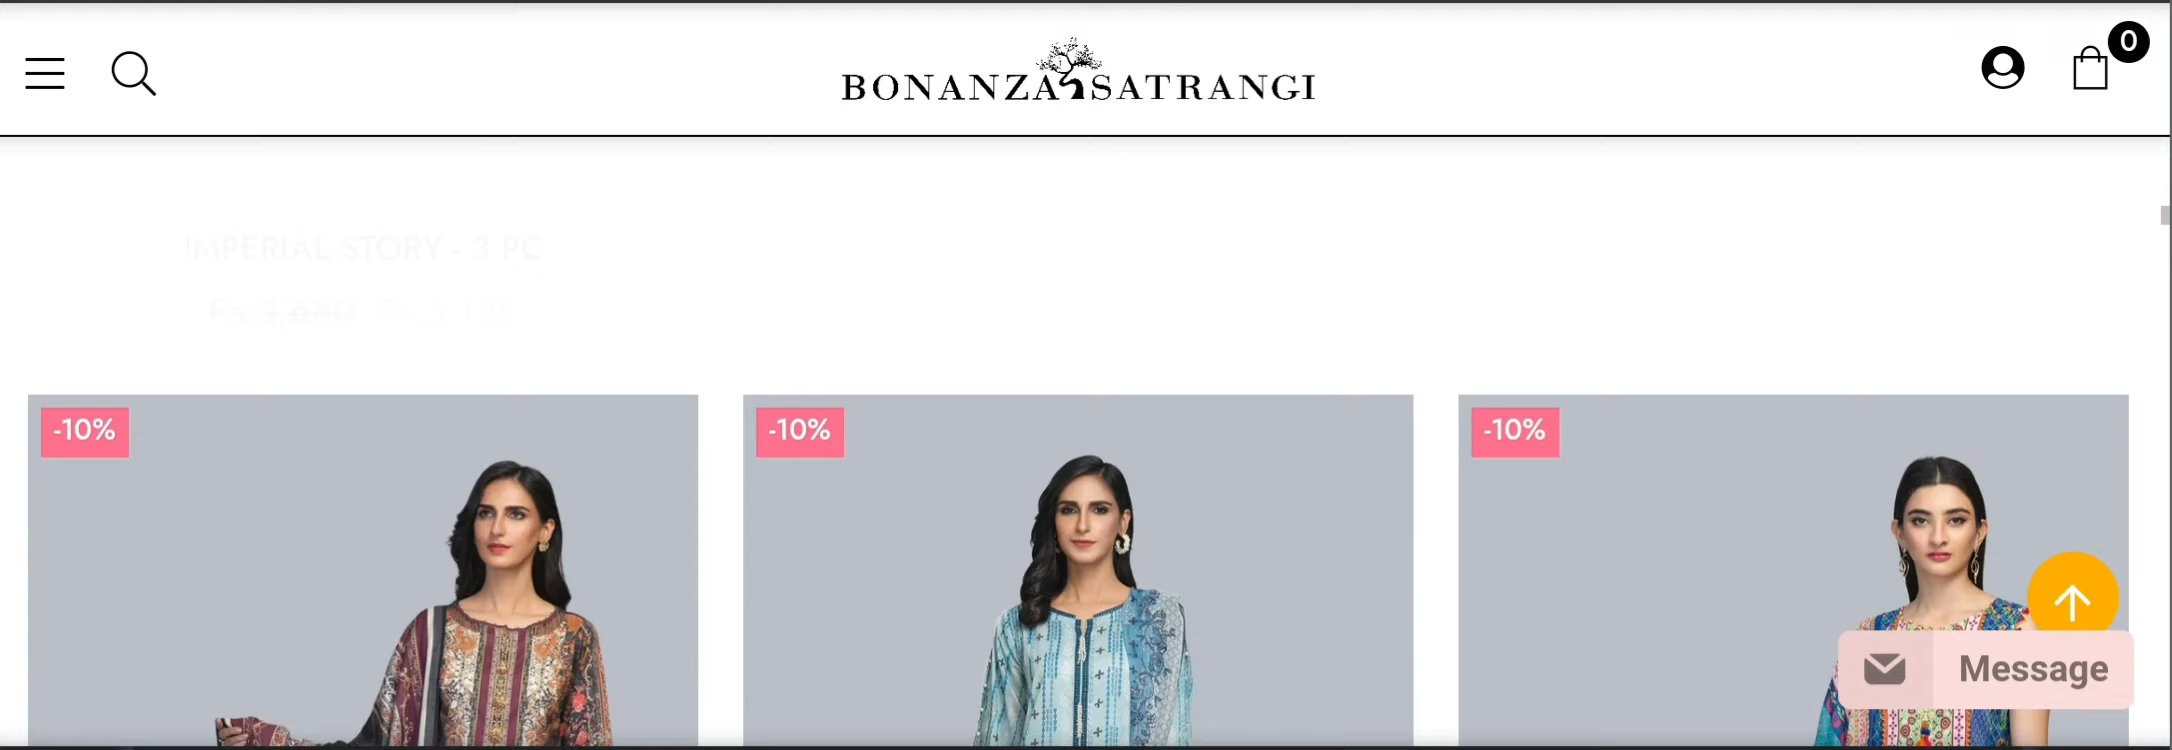 BONANZA SATRANGI
0
IMPERIAL STORY - 3 PC
-10%
-10%
-10%
Message